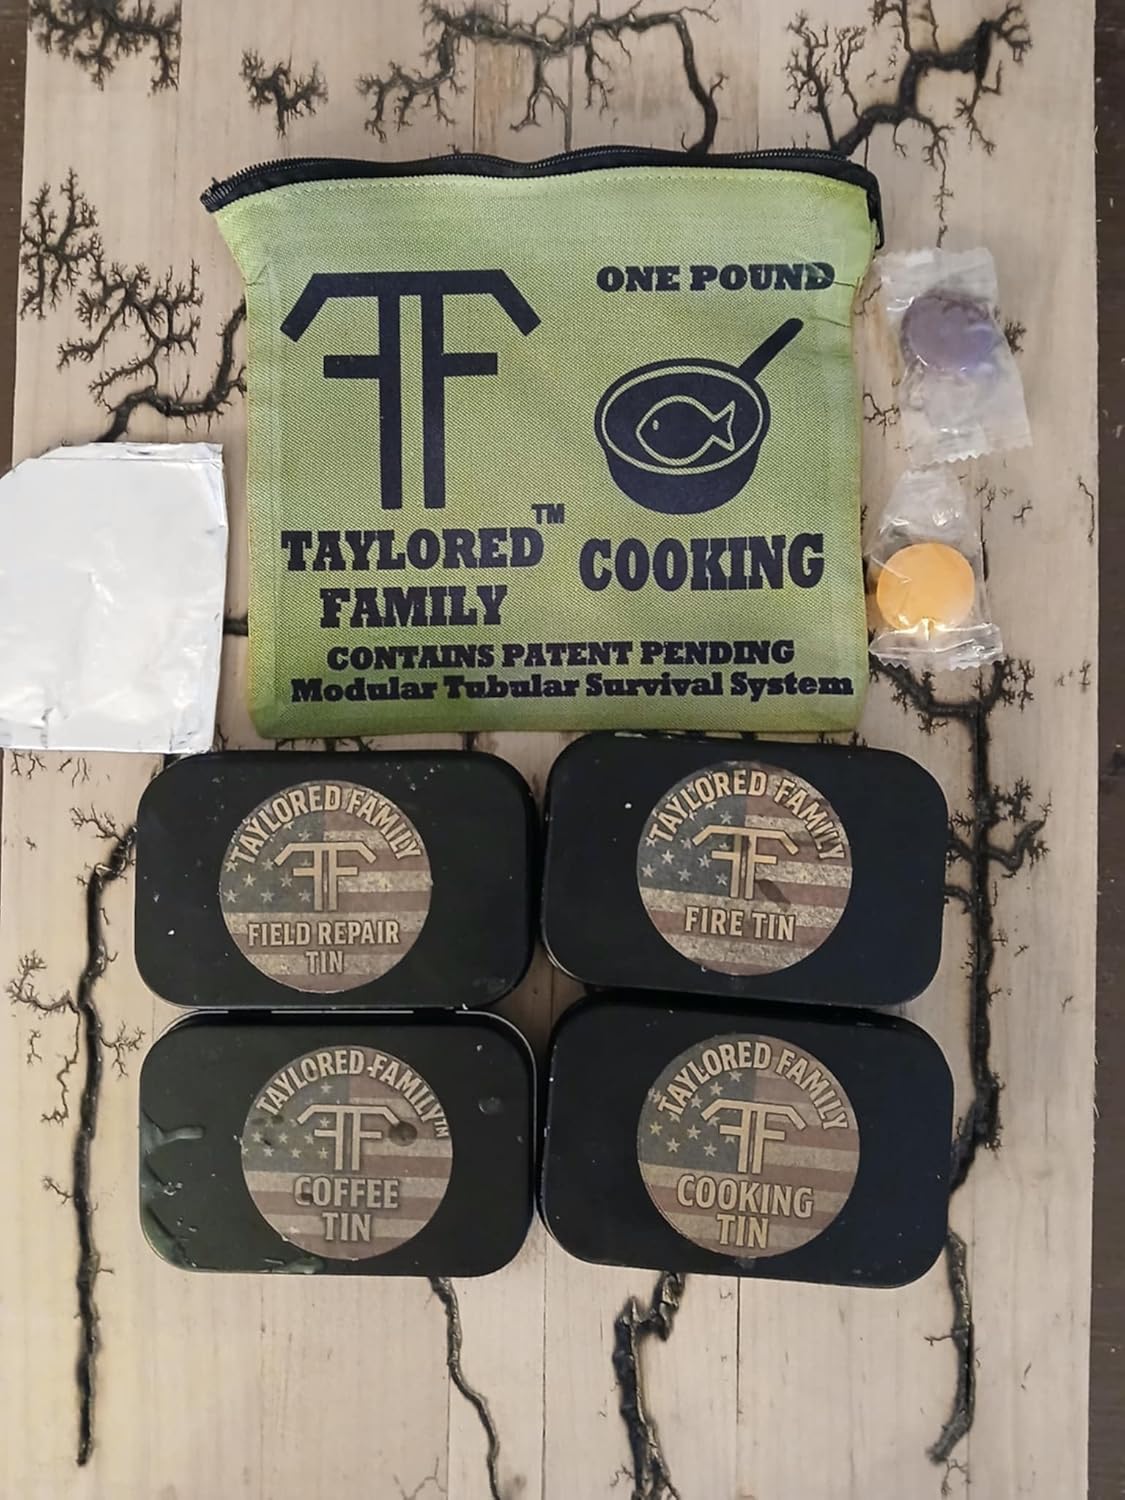 ONE POUND
TAYLORED™
FAMILY
COOKING
CONTAINS PATENT PENDING
Modular Tubular Survival System
TAYLORED FAMILY
FIELD REPAIR
TIN
TAYLORED FAMILY
FIRE TIN
TAYLORED FAMILY™
COFFEE
TIN
TAYLORED FAMILY
COOKING
TIN